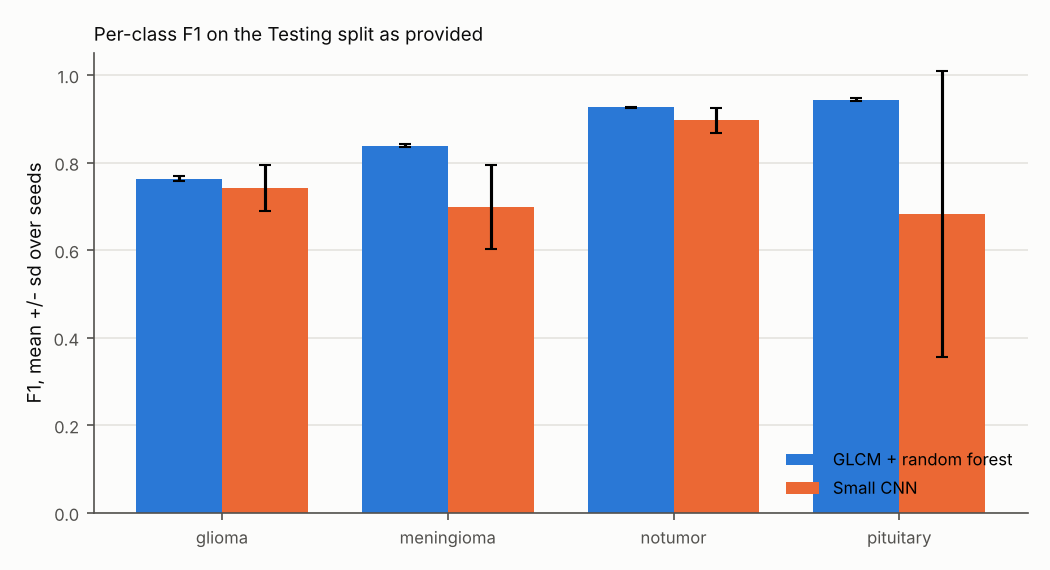 Per-class F1 on the Testing split as provided
F1, mean +/- sd over seeds
1.0
0.8
0.6
0.4
0.2
0.0
glioma
meningioma
notumor
pituitary
GLCM + random forest
Small CNN